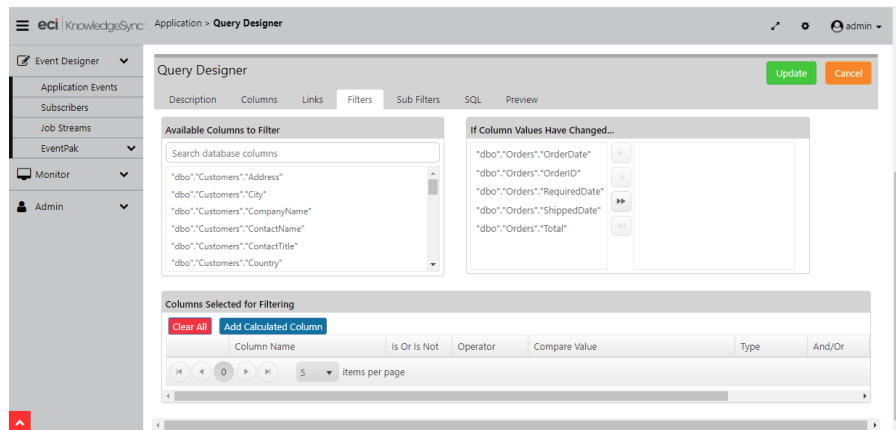 eci KnowledgeSync Application > Query Designer admin
Event Designer
Application Events
Subscribers
Job Streams
EventPak
Monitor
Admin
Query Designer
Update Cancel
Description Columns Links Filters Sub Filters SQL Preview
Available Columns to Filter
Search database columns
"dbo"."Customers"."Address"
"dbo"."Customers"."City"
"dbo"."Customers"."CompanyName"
"dbo"."Customers"."ContactName"
"dbo"."Customers"."ContactTitle"
"dbo"."Customers"."Country"
If Column Values Have Changed...
"dbo"."Orders"."OrderDate"
"dbo"."Orders"."OrderID"
"dbo"."Orders"."RequiredDate"
"dbo"."Orders"."ShippedDate"
"dbo"."Orders"."Total"
Columns Selected for Filtering
Clear All Add Calculated Column
Column Name Is Or Is Not Operator Compare Value Type And/Or
0 5 items per page